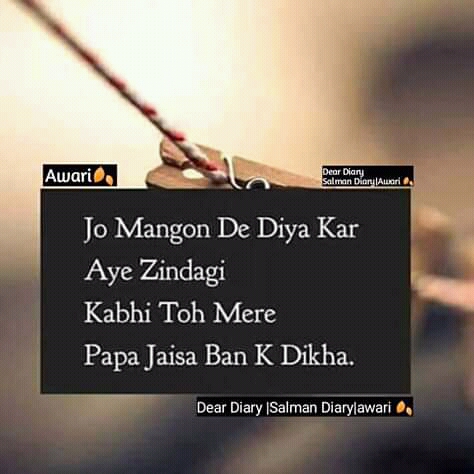 Awari🍂
Dear Diary
Salman Diary|Awari 🍂
Jo Mangon De Diya Kar
Aye Zindagi
Kabhi Toh Mere
Papa Jaisa Ban K Dikha.
Dear Diary |Salman Diary|awari 🍂